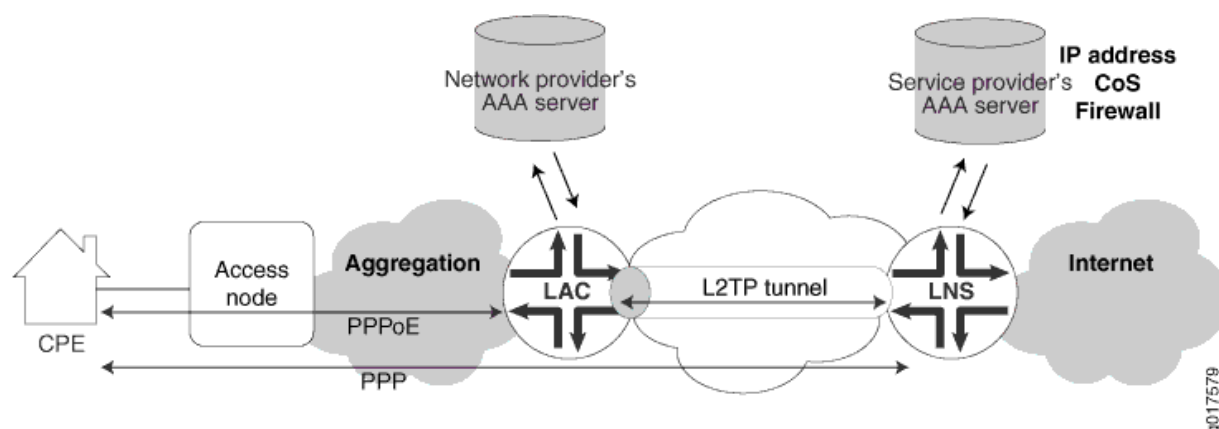 Network provider's
AAA server
Service provider's
AAA server
IP address
CoS
Firewall
Access
node
Aggregation
LAC
L2TP tunnel
LNS
Internet
CPE
PPPoE
PPP
g017579